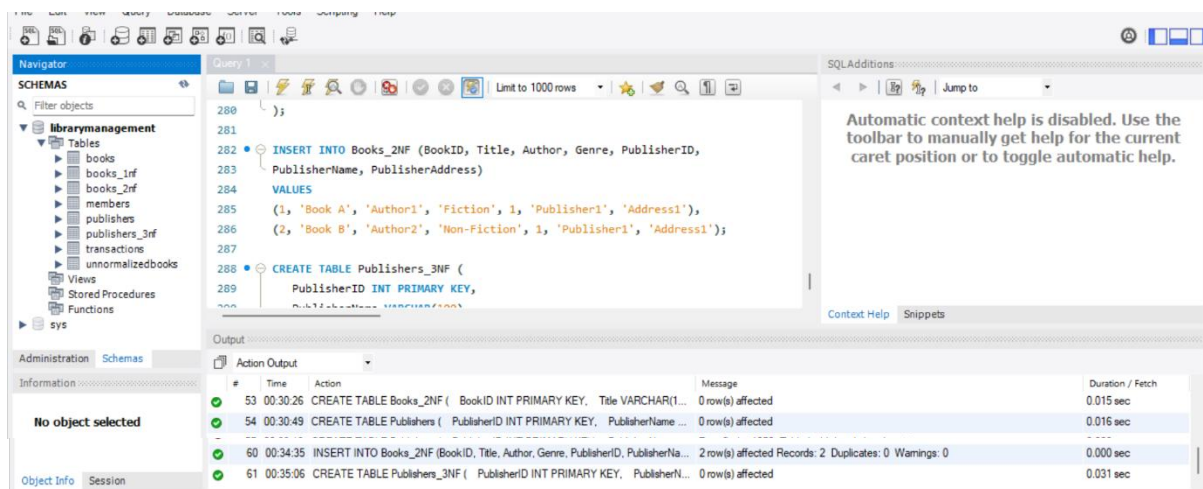 File Edit View Query Database Server Tools Scripting Help
Navigator
SCHEMAS
Filter objects
librarymanagement
Tables
books
books_1nf
books_2nf
members
publishers
publishers_3nf
transactions
unnormalizedbooks
Views
Stored Procedures
Functions
sys
Administration Schemas
Information
No object selected
Object Info Session
Query 1
Limit to 1000 rows
280 );
281
282 INSERT INTO Books_2NF (BookID, Title, Author, Genre, PublisherID,
283 PublisherName, PublisherAddress)
284 VALUES
285 (1, 'Book A', 'Author1', 'Fiction', 1, 'Publisher1', 'Address1'),
286 (2, 'Book B', 'Author2', 'Non-Fiction', 1, 'Publisher1', 'Address1');
287
288 CREATE TABLE Publishers_3NF (
289 PublisherID INT PRIMARY KEY,
SQLAdditions
Jump to
Automatic context help is disabled. Use the
toolbar to manually get help for the current
caret position or to toggle automatic help.
Context Help Snippets
Output
Action Output
# Time Action Message Duration / Fetch
53 00:30:26 CREATE TABLE Books_2NF ( BookID INT PRIMARY KEY, Title VARCHAR(1... 0 row(s) affected 0.015 sec
54 00:30:49 CREATE TABLE Publishers ( PublisherID INT PRIMARY KEY, PublisherName ... 0 row(s) affected 0.016 sec
60 00:34:35 INSERT INTO Books_2NF (BookID, Title, Author, Genre, PublisherID, PublisherNa... 2 row(s) affected Records: 2 Duplicates: 0 Warnings: 0 0.000 sec
61 00:35:06 CREATE TABLE Publishers_3NF ( PublisherID INT PRIMARY KEY, PublisherN... 0 row(s) affected 0.031 sec